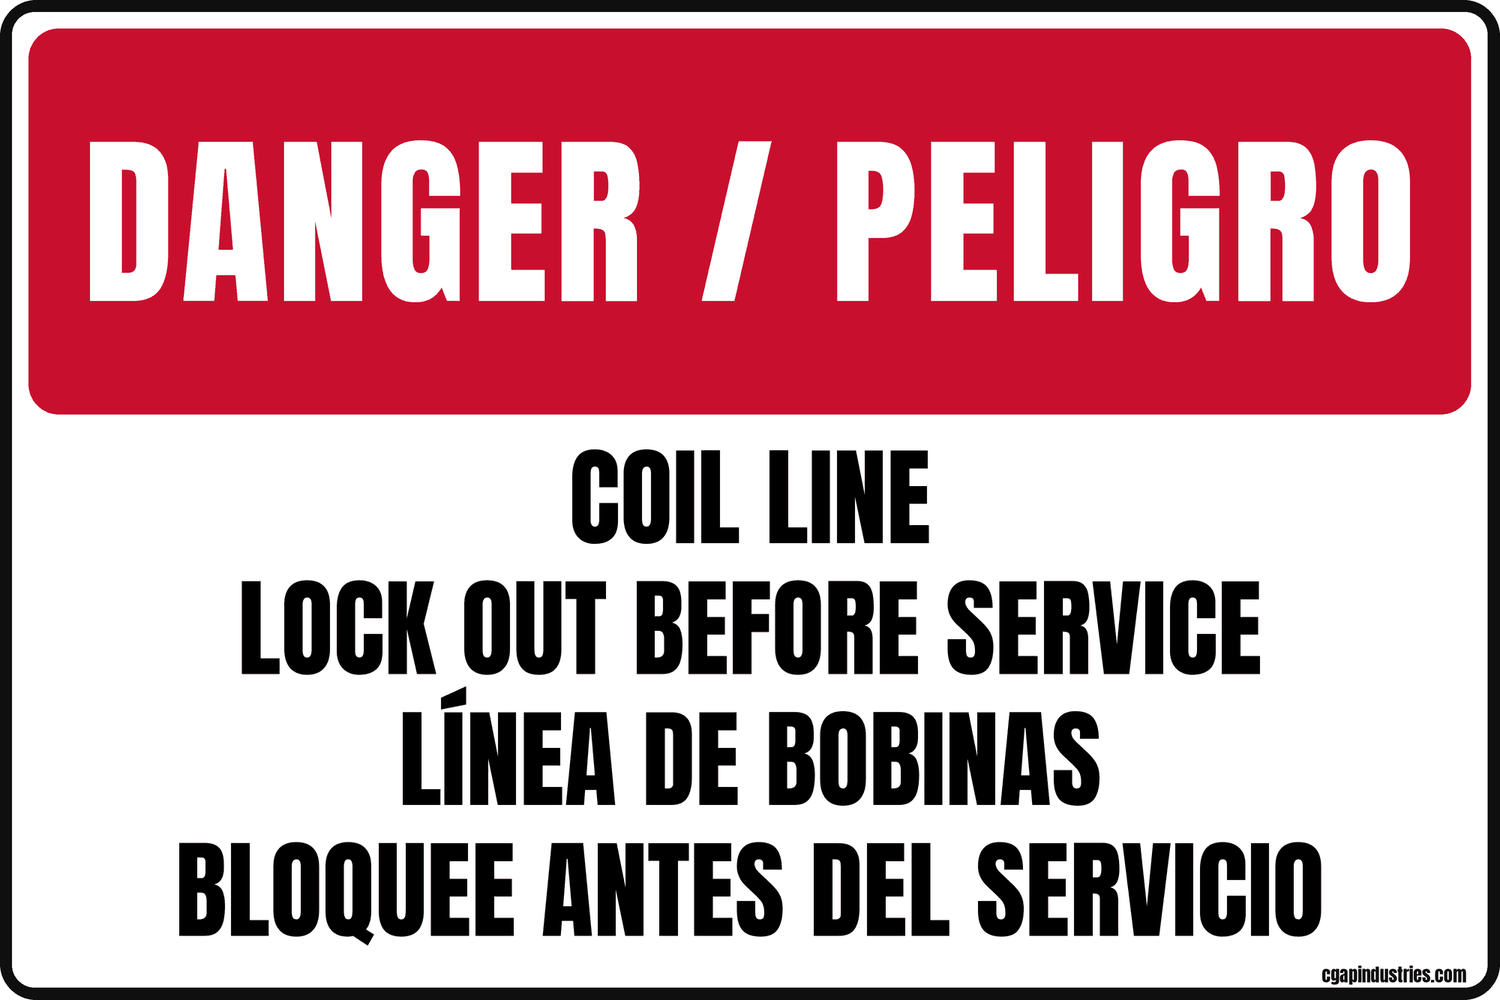 DANGER / PELIGRO
COIL LINE
LOCK OUT BEFORE SERVICE
LÍNEA DE BOBINAS
BLOQUEE ANTES DEL SERVICIO
cgapindustries.com